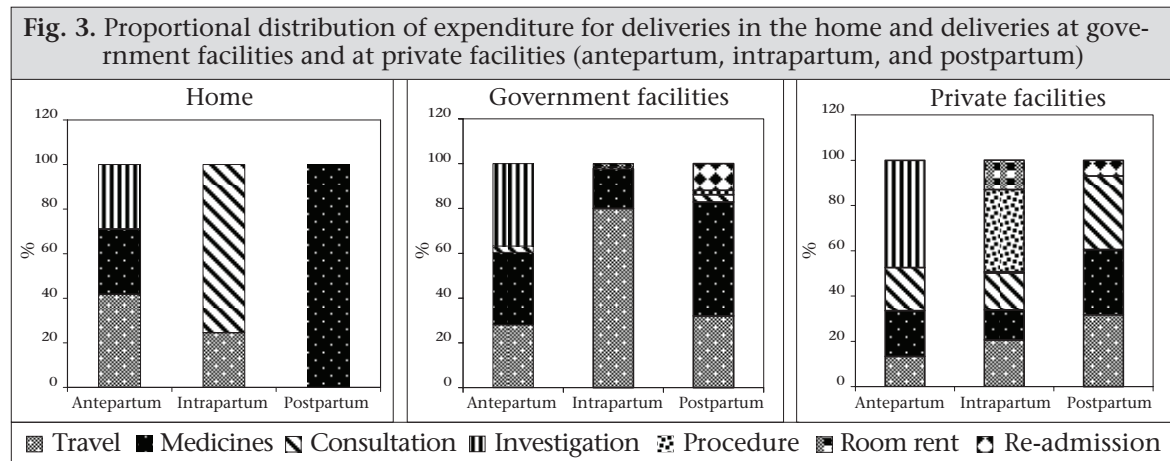 Fig. 3. Proportional distribution of expenditure for deliveries in the home and deliveries at gove-
rnment facilities and at private facilities (antepartum, intrapartum, and postpartum)
Home
120
100
80
60
40
20
0
%
Antepartum Intrapartum Postpartum
Government facilities
120
100
80
60
40
20
0
%
Antepartum Intrapartum Postpartum
Private facilities
120
100
80
60
40
20
0
%
Antepartum Intrapartum Postpartum
Travel Medicines Consultation Investigation Procedure Room rent Re-admission